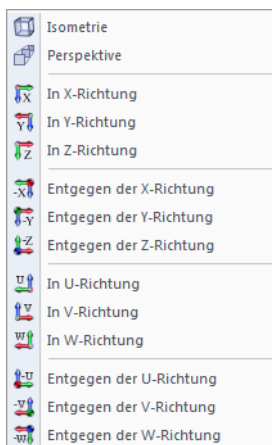 Isometrie
Perspektive
X In X-Richtung
Y In Y-Richtung
Z In Z-Richtung
-X Entgegen der X-Richtung
-Y Entgegen der Y-Richtung
-Z Entgegen der Z-Richtung
U In U-Richtung
V In V-Richtung
W In W-Richtung
-U Entgegen der U-Richtung
-V Entgegen der V-Richtung
-W Entgegen der W-Richtung